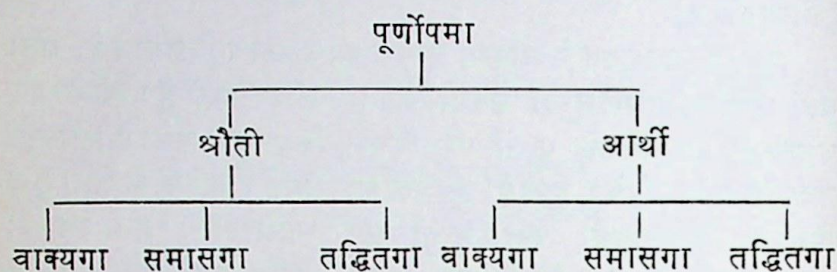 पूर्णोपमा
श्रौती आर्थी
वाक्यगा समासगा तद्धितगा वाक्यगा समासगा तद्धितगा